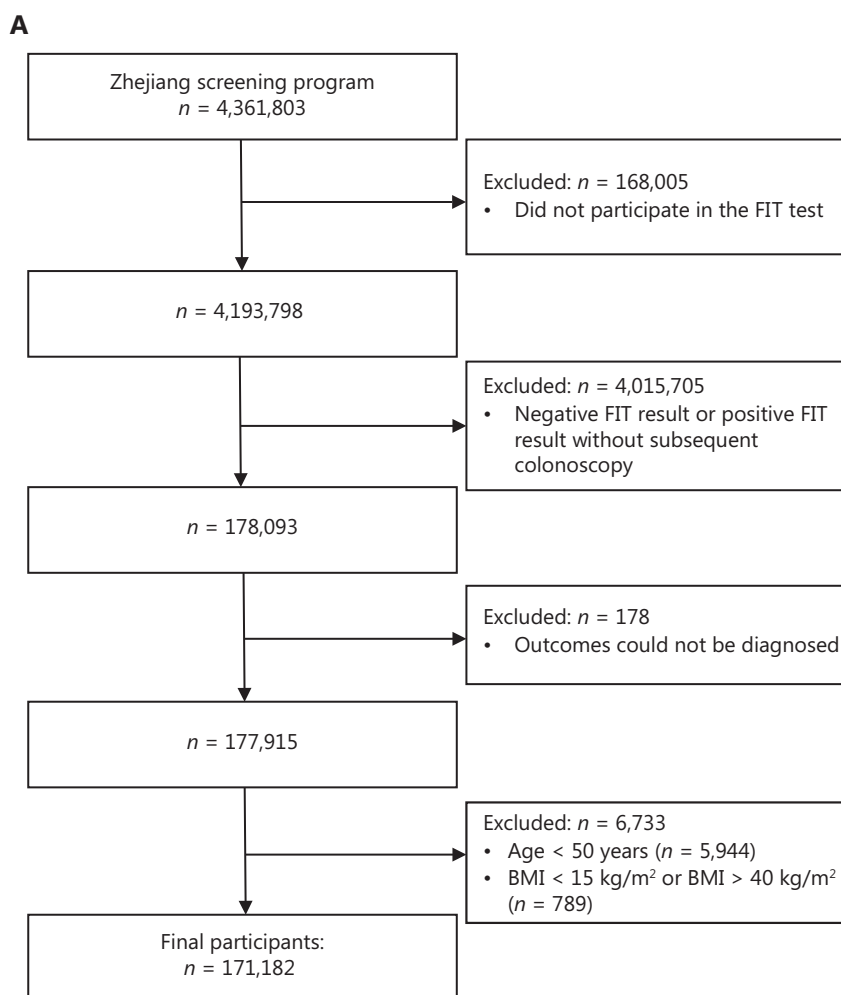 A
Zhejiang screening program
n = 4,361,803
Excluded: n = 168,005
• Did not participate in the FIT test
n = 4,193,798
Excluded: n = 4,015,705
• Negative FIT result or positive FIT
result without subsequent
colonoscopy
n = 178,093
Excluded: n = 178
• Outcomes could not be diagnosed
n = 177,915
Excluded: n = 6,733
• Age < 50 years (n = 5,944)
• BMI < 15 kg/m² or BMI > 40 kg/m²
(n = 789)
Final participants:
n = 171,182